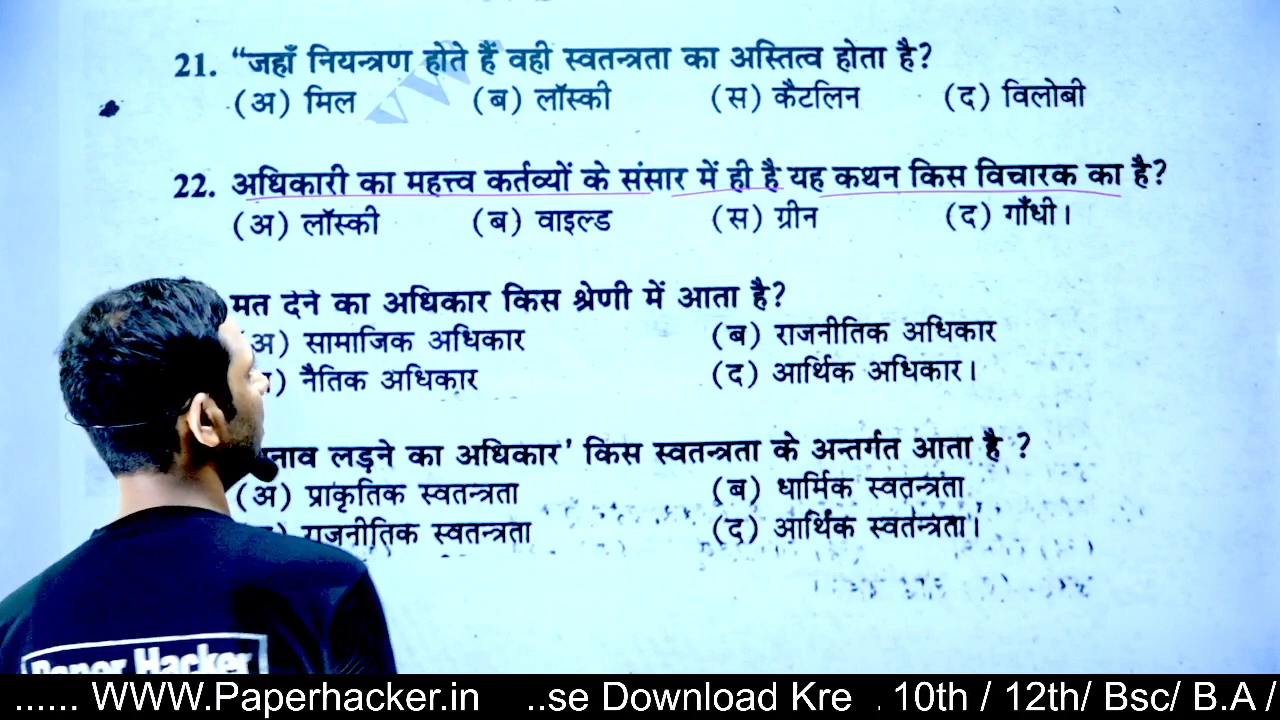 21. “जहाँ नियन्त्रण होते हैं वही स्वतन्त्रता का अस्तित्व होता है?
(अ) मिल (ब) लॉस्की (स) कैटलिन (द) विलोबी
22. अधिकारी का महत्त्व कर्तव्यों के संसार में ही है यह कथन किस विचारक का है?
(अ) लॉस्की (ब) वाइल्ड (स) ग्रीन (द) गाँधी।
मत देने का अधिकार किस श्रेणी में आता है?
अ) सामाजिक अधिकार (ब) राजनीतिक अधिकार
) नैतिक अधिकार (द) आर्थिक अधिकार।
नाव लड़ने का अधिकार’ किस स्वतन्त्रता के अन्तर्गत आता है ?
(अ) प्राकृतिक स्वतन्त्रता (ब) धार्मिक स्वतन्त्रता
) राजनीतिक स्वतन्त्रता (द) आर्थिक स्वतन्त्रता।
Paper Hacker
...... WWW.Paperhacker.in ..se Download Kre . 10th / 12th/ Bsc/ B.A /